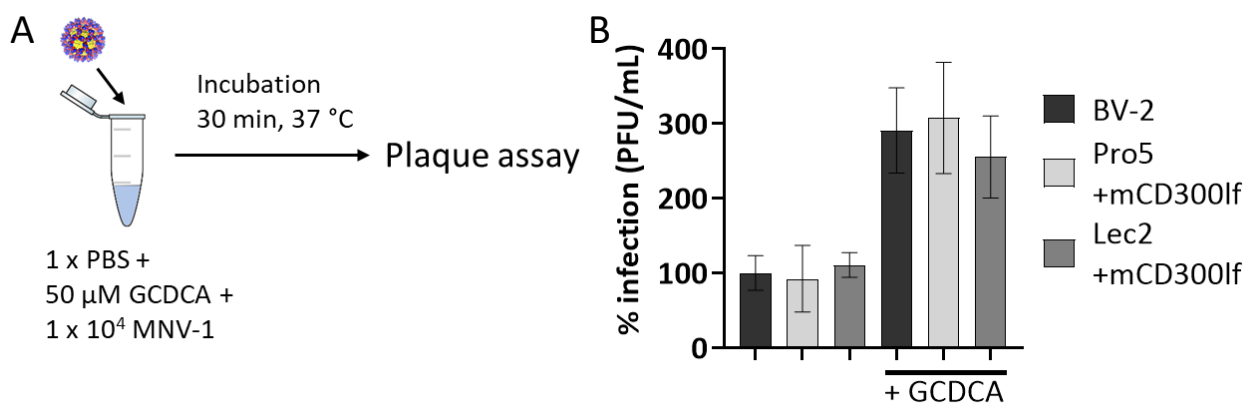 A
Incubation
30 min, 37 °C
Plaque assay
1 x PBS +
50 µM GCDCA +
1 x 10⁴ MNV-1
B
% infection (PFU/mL)
400
300
200
100
0
+ GCDCA
BV-2
Pro5
+mCD300lf
Lec2
+mCD300lf